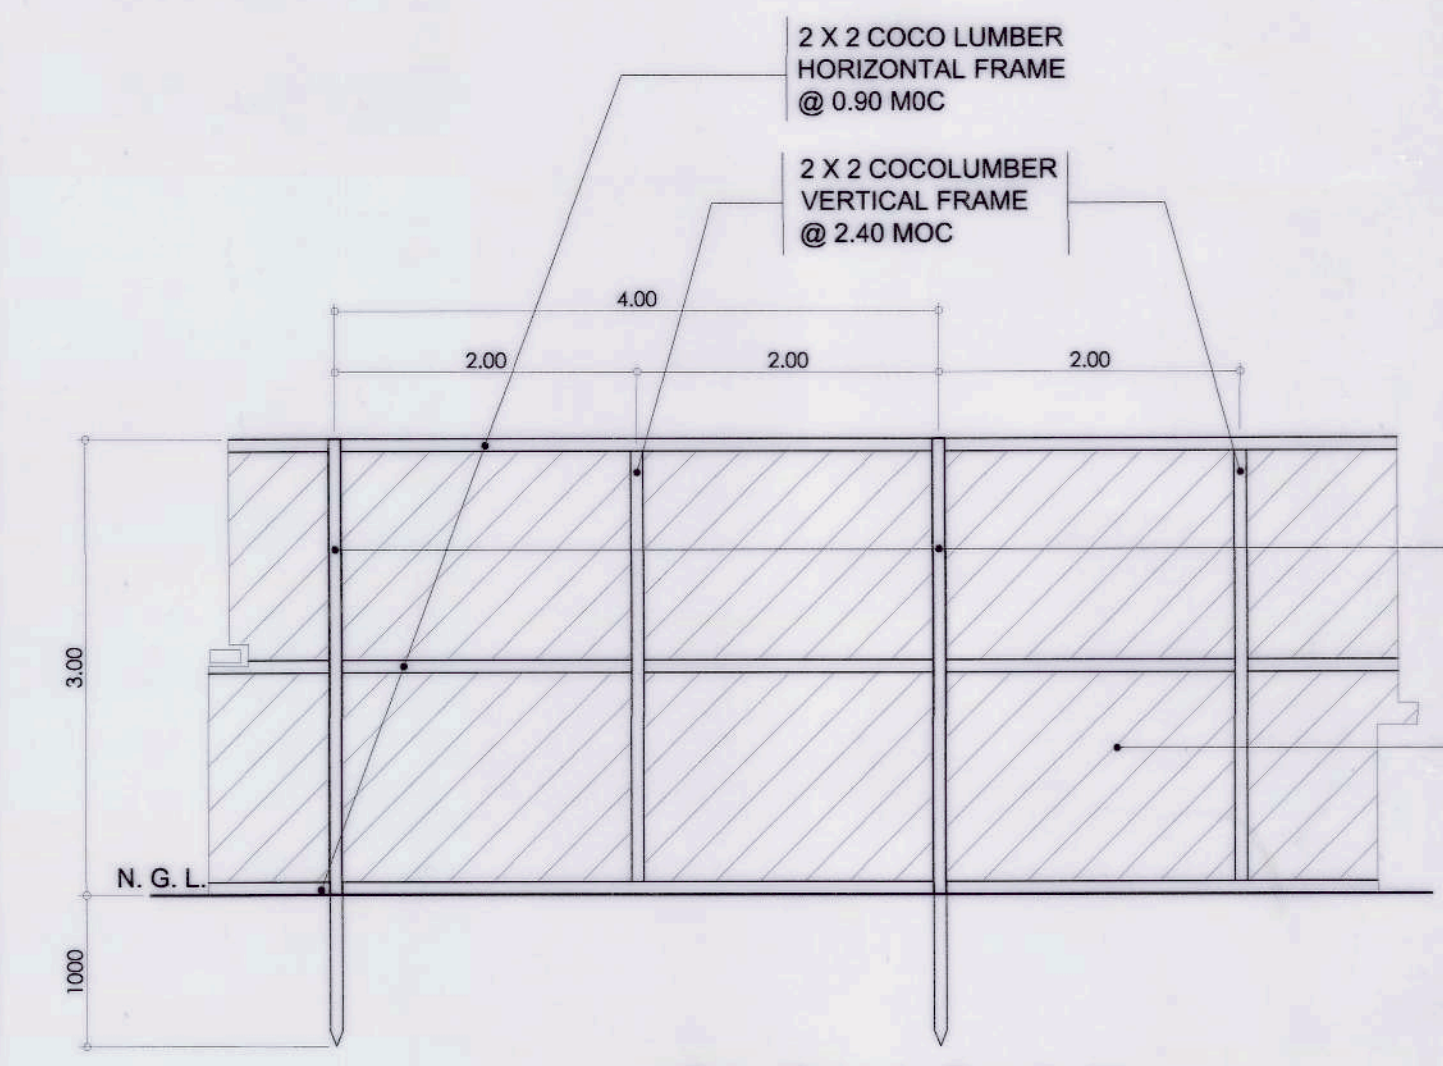 2 X 2 COCO LUMBER
HORIZONTAL FRAME
@ 0.90 M0C
2 X 2 COCOLUMBER
VERTICAL FRAME
@ 2.40 MOC
4.00
2.00
2.00
2.00
3.00
N. G. L.
1000